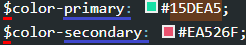 $color-primary: #15DEA5;
$color-secondary: #EA526F;